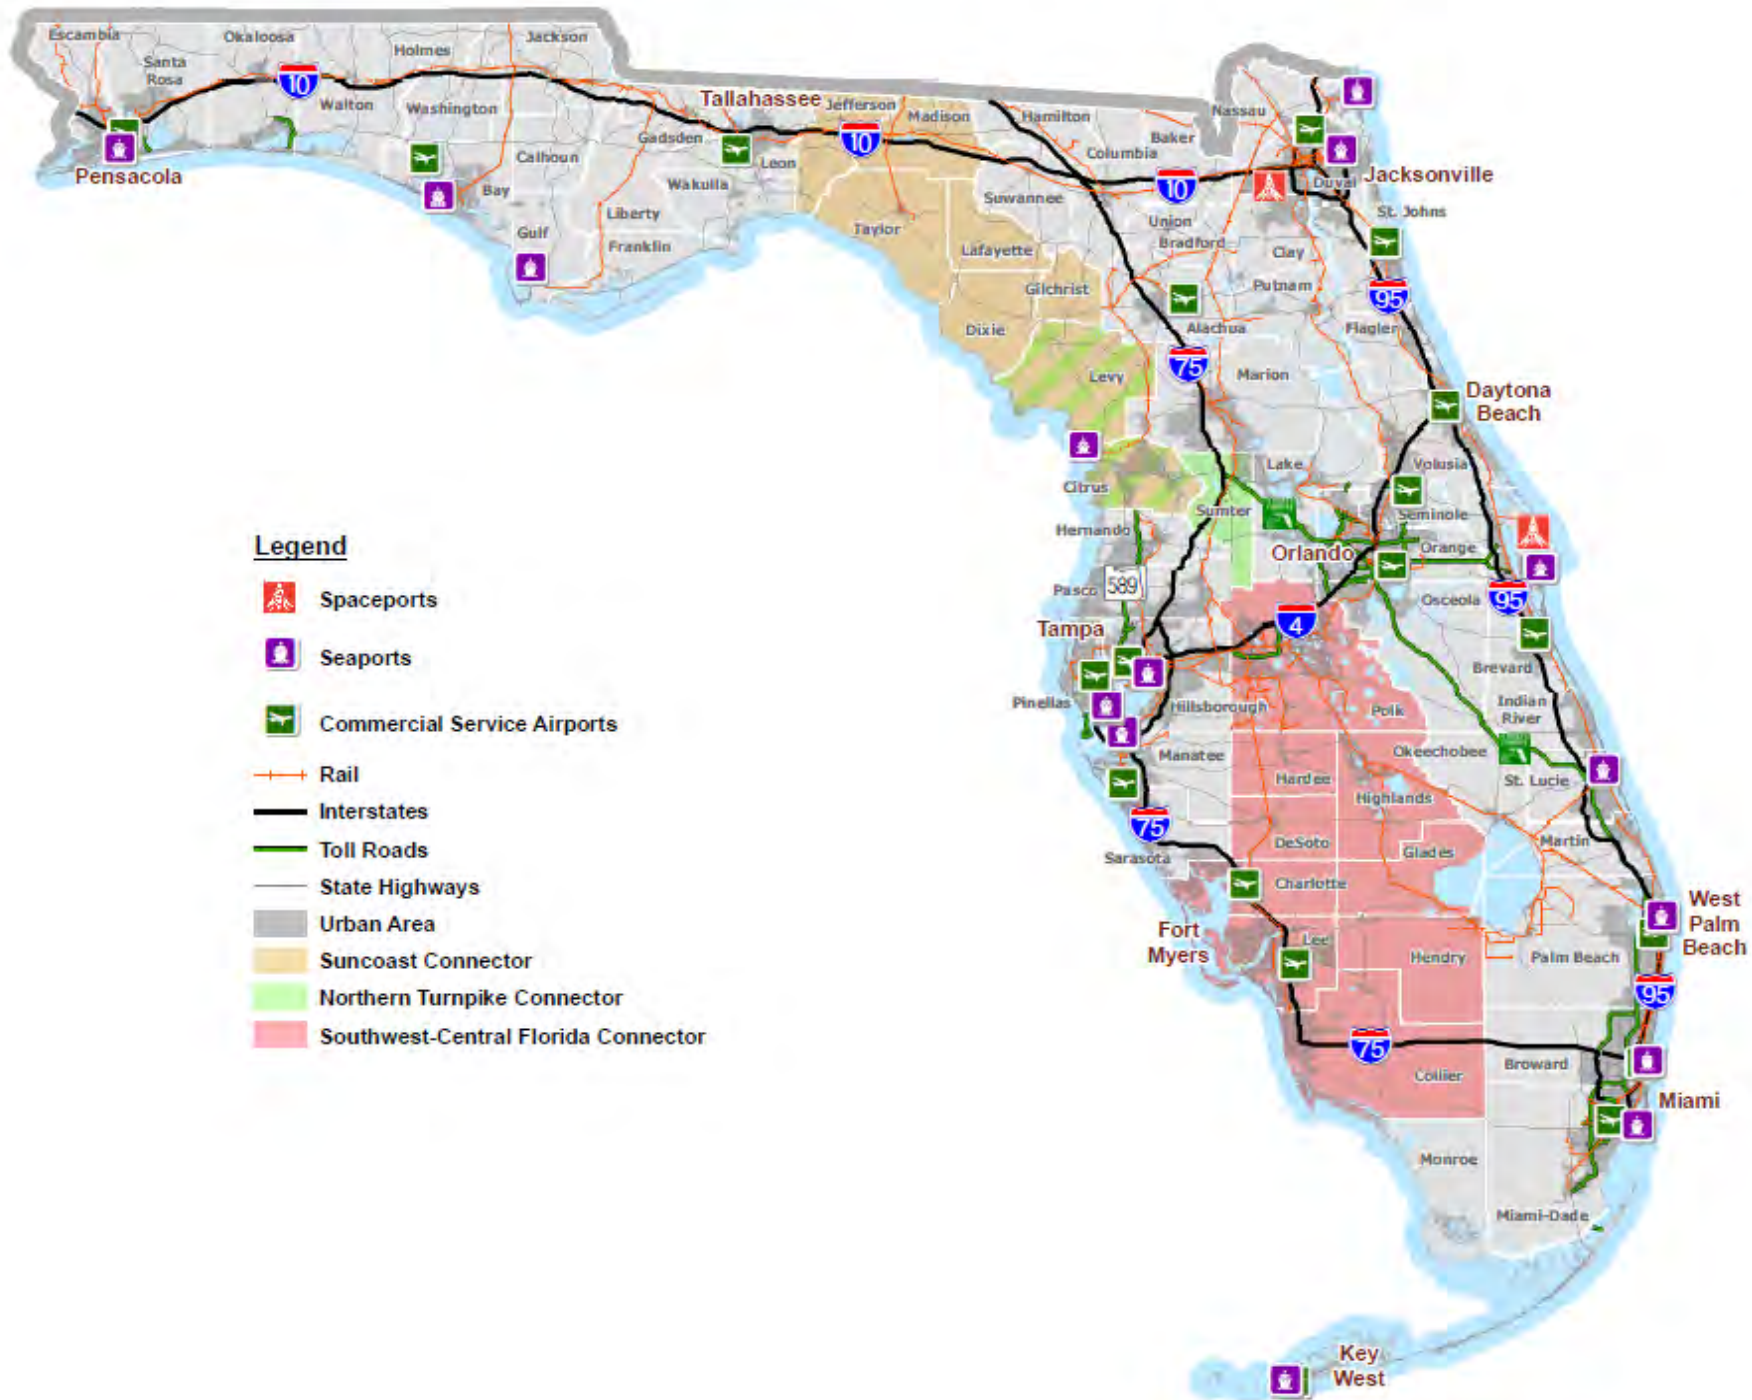 Escambia
Santa
Rosa
Okaloosa
Walton
Holmes
Washington
Jackson
Calhoun
Bay
Gulf
Liberty
Franklin
Gadsden
Wakulla
Leon
Tallahassee
Jefferson
Madison
Hamilton
Pensacola
10
10
10
Taylor
Lafayette
Suwannee
Columbia
Baker
Nassau
Duval
Jacksonville
St. Johns
Union
Bradford
Clay
Putnam
Gilchrist
Dixie
Alachua
Flagler
95
75
Levy
Marion
Daytona
Beach
Citrus
Lake
Volusia
Hernando
Sumter
Seminole
Orlando
Orange
Pasco
589
Osceola
95
Tampa
4
Brevard
Pinellas
Hillsborough
Polk
Indian
River
Manatee
Okeechobee
Hardee
St. Lucie
Highlands
75
Sarasota
DeSoto
Glades
Martin
Charlotte
Fort
Myers
Lee
Hendry
Palm Beach
West
Palm
Beach
95
75
Broward
Collier
Miami
Monroe
Miami-Dade
Key
West
Legend
Spaceports
Seaports
Commercial Service Airports
Rail
Interstates
Toll Roads
State Highways
Urban Area
Suncoast Connector
Northern Turnpike Connector
Southwest-Central Florida Connector